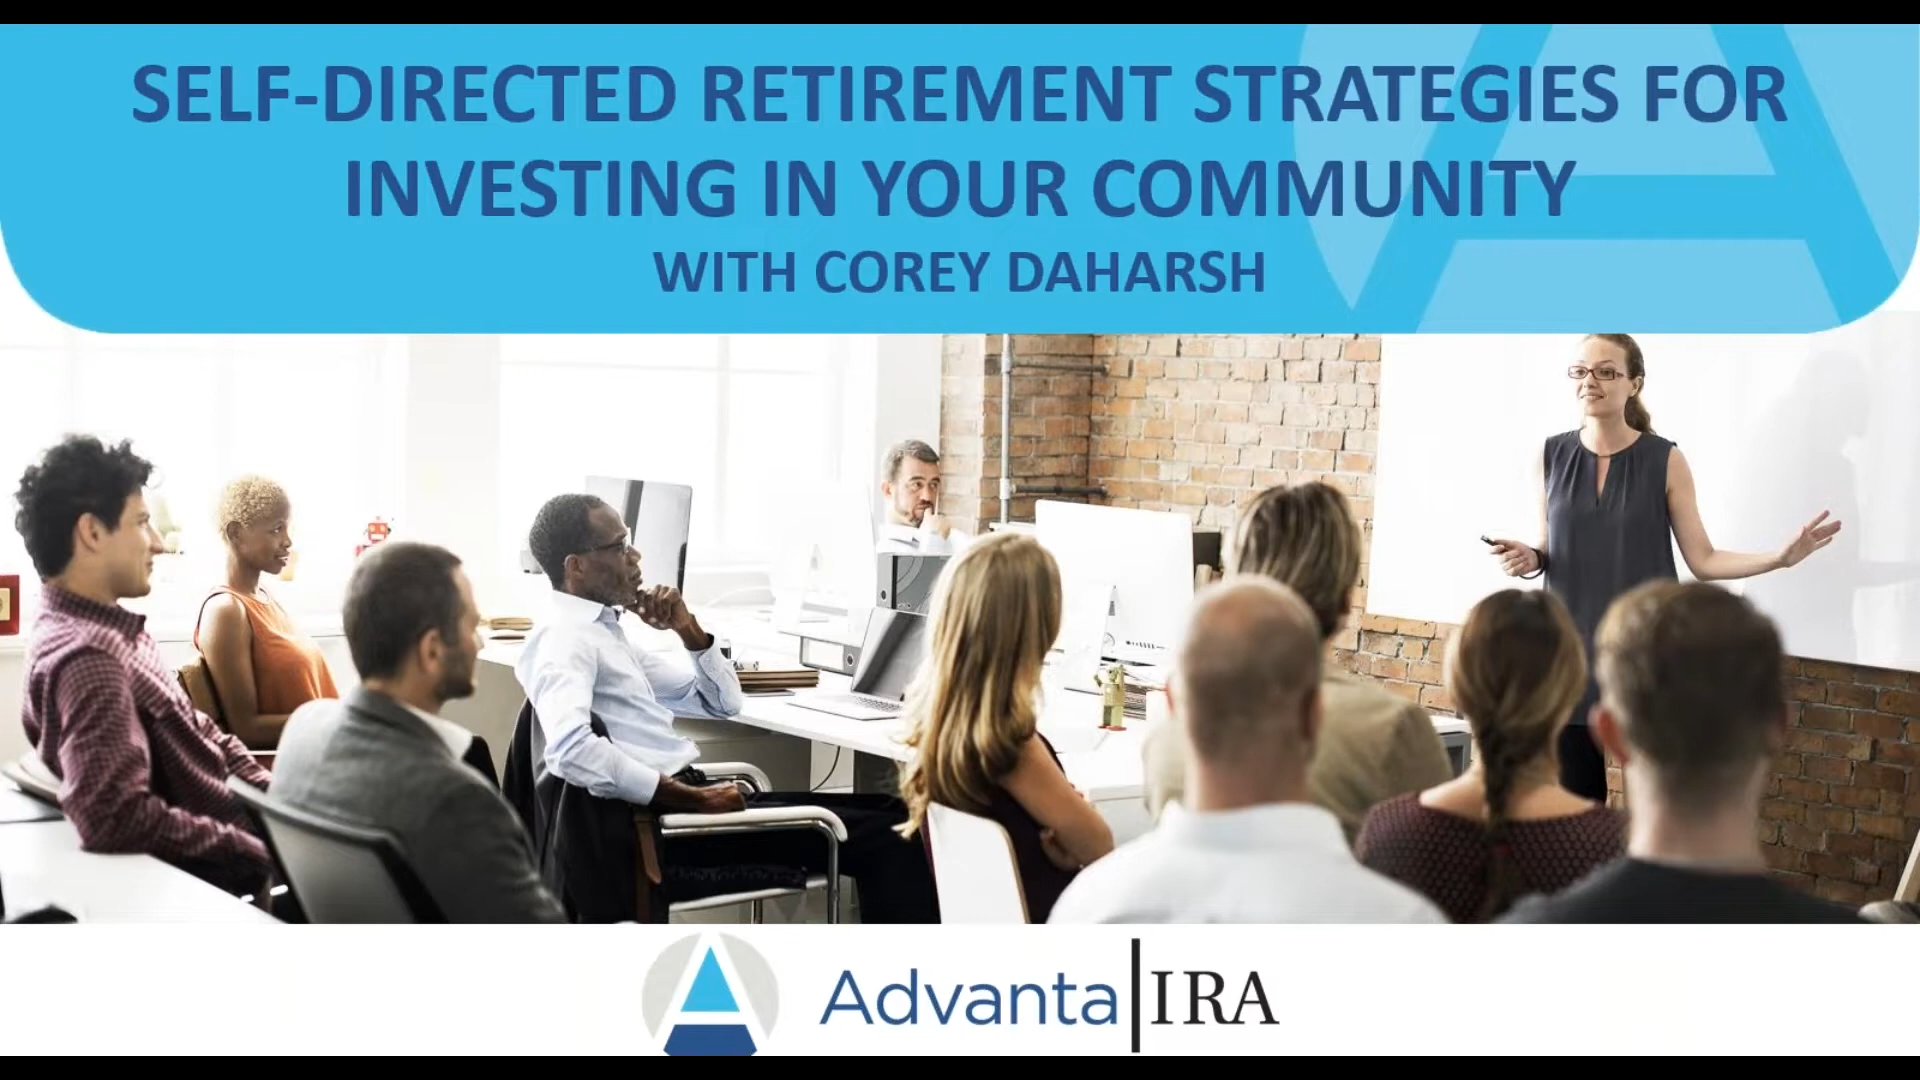 SELF-DIRECTED RETIREMENT STRATEGIES FOR
INVESTING IN YOUR COMMUNITY
WITH COREY DAHARSH
Advanta|IRA